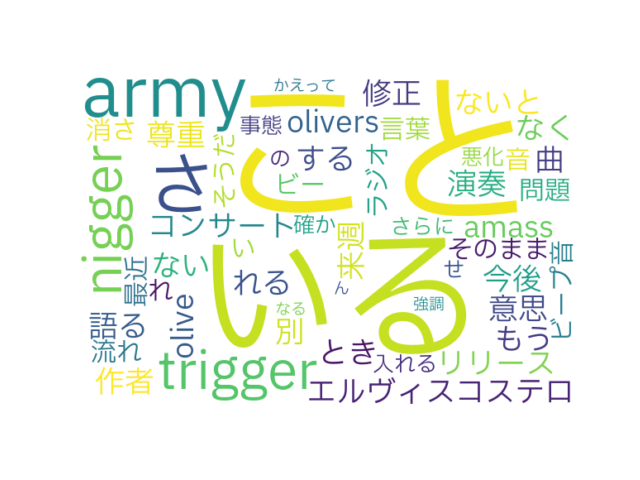 かえって
army
こと
修正
ないと
消さ
尊重
事態
olivers
言葉
なく
さ
そうだ
の
する
ラジオ
悪化
音
曲
nigger
ビー
演奏
問題
コンサート
確か
さらに
amass
いる
い
来週
そのまま
ビープ音
最近
ない
れ
れる
せ
今後
ん
意思
語る
olive
なる
別
強調
もう
流れ
trigger
とき
入れる
リリース
作者
エルヴィスコステロ